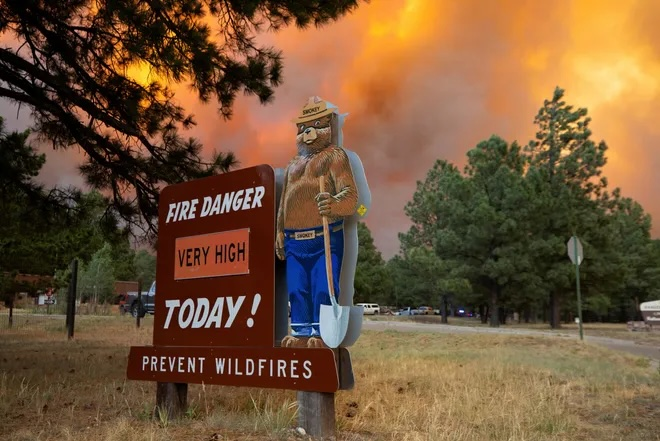 SMOKEY
FIRE DANGER
VERY HIGH
SMOKEY
TODAY!
PREVENT WILDFIRES